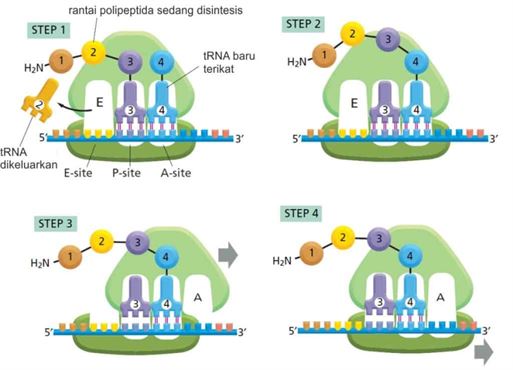 rantai polipeptida sedang disintesis
STEP 1
2
1
3
4
H₂N
tRNA baru
terikat
2
E
3
4
5′
3′
tRNA
dikeluarkan
E-site
P-site
A-site
STEP 2
2
3
1
4
H₂N
E
3
4
5′
3′
STEP 3
2
3
1
4
H₂N
3
4
A
5′
3′
STEP 4
2
3
1
4
H₂N
3
4
A
5′
3′